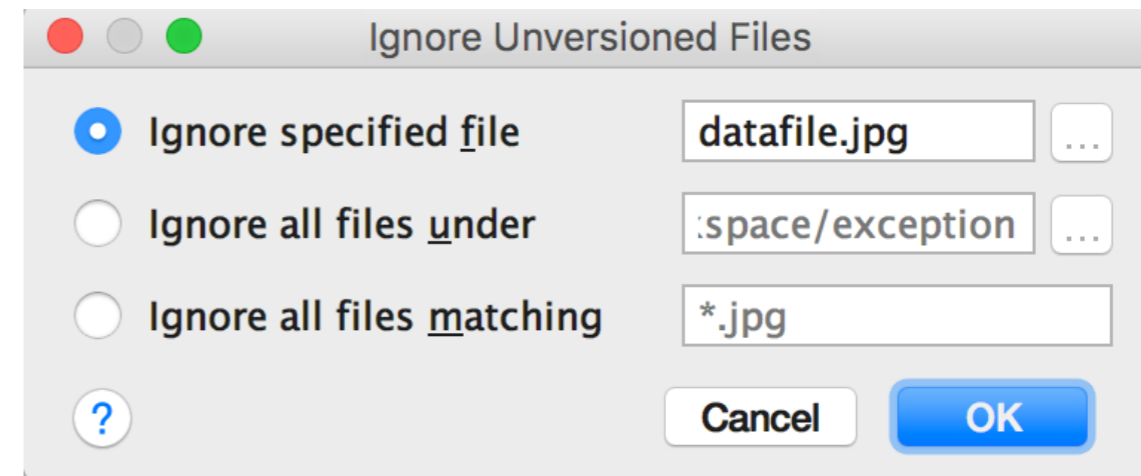 Ignore Unversioned Files
Ignore specified file datafile.jpg ...
Ignore all files under space/exception ...
Ignore all files matching *.jpg
? Cancel OK